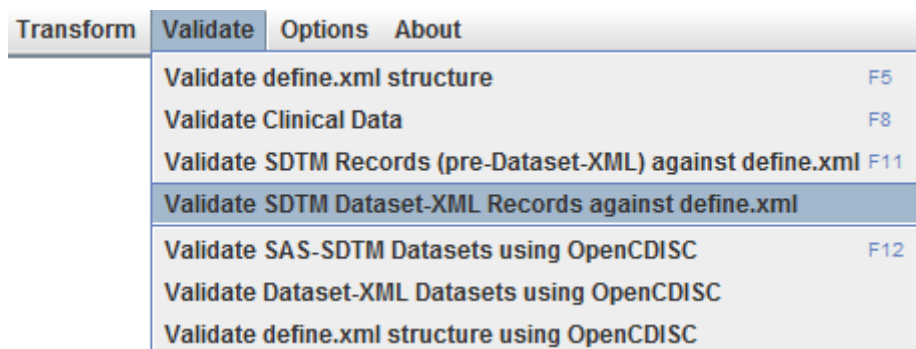 Transform Validate Options About
Validate define.xml structure F5
Validate Clinical Data F8
Validate SDTM Records (pre-Dataset-XML) against define.xml F11
Validate SDTM Dataset-XML Records against define.xml
Validate SAS-SDTM Datasets using OpenCDISC F12
Validate Dataset-XML Datasets using OpenCDISC
Validate define.xml structure using OpenCDISC